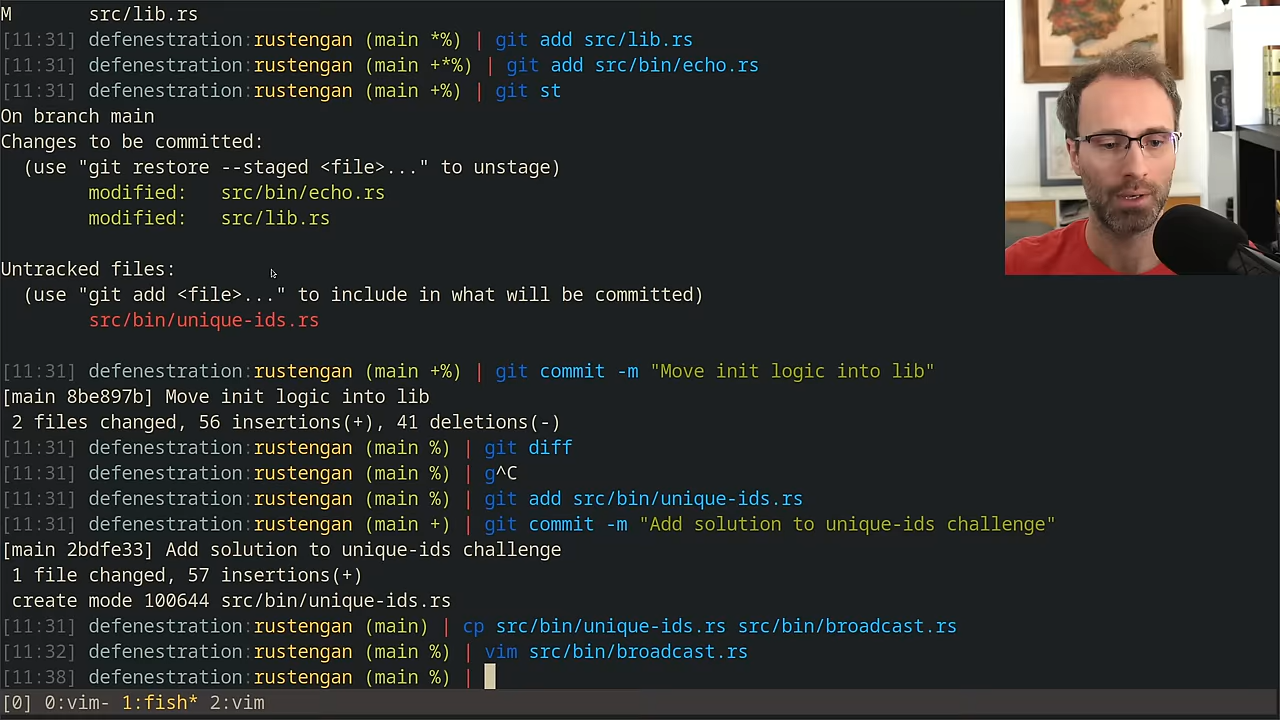 M       src/lib.rs
[11:31] defenestration:rustengan (main *%) | git add src/lib.rs
[11:31] defenestration:rustengan (main +*%) | git add src/bin/echo.rs
[11:31] defenestration:rustengan (main +%) | git st
On branch main
Changes to be committed:
  (use "git restore --staged <file>..." to unstage)
        modified:   src/bin/echo.rs
        modified:   src/lib.rs
Untracked files:
  (use "git add <file>..." to include in what will be committed)
        src/bin/unique-ids.rs
[11:31] defenestration:rustengan (main +%) | git commit -m "Move init logic into lib"
[main 8be897b] Move init logic into lib
 2 files changed, 56 insertions(+), 41 deletions(-)
[11:31] defenestration:rustengan (main %) | git diff
[11:31] defenestration:rustengan (main %) | g^C
[11:31] defenestration:rustengan (main %) | git add src/bin/unique-ids.rs
[11:31] defenestration:rustengan (main +) | git commit -m "Add solution to unique-ids challenge"
[main 2bdfe33] Add solution to unique-ids challenge
 1 file changed, 57 insertions(+)
 create mode 100644 src/bin/unique-ids.rs
[11:31] defenestration:rustengan (main) | cp src/bin/unique-ids.rs src/bin/broadcast.rs
[11:32] defenestration:rustengan (main %) | vim src/bin/broadcast.rs
[11:38] defenestration:rustengan (main %) |
[0] 0:vim- 1:fish* 2:vim